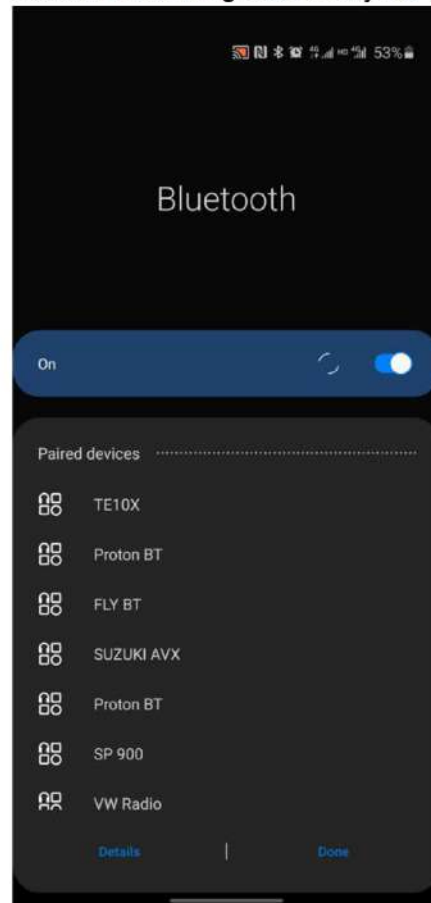 53%
Bluetooth
On
Paired devices
TE10X
Proton BT
FLY BT
SUZUKI AVX
Proton BT
SP 900
VW Radio
Details | Done